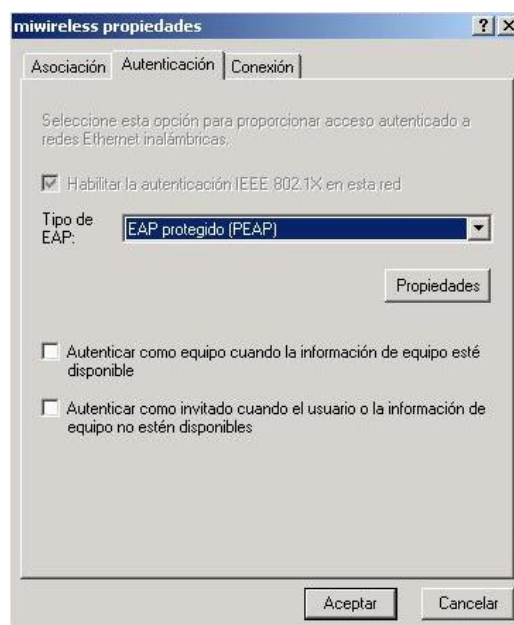 miwireless propiedades
Asociación Autenticación Conexión
Seleccione esta opción para proporcionar acceso autenticado a
redes Ethernet inalámbricas.
Habilitar la autenticación IEEE 802.1X en esta red
Tipo de
EAP:
EAP protegido (PEAP)
Propiedades
Autenticar como equipo cuando la información de equipo esté
disponible
Autenticar como invitado cuando el usuario o la información de
equipo no estén disponibles
Aceptar Cancelar